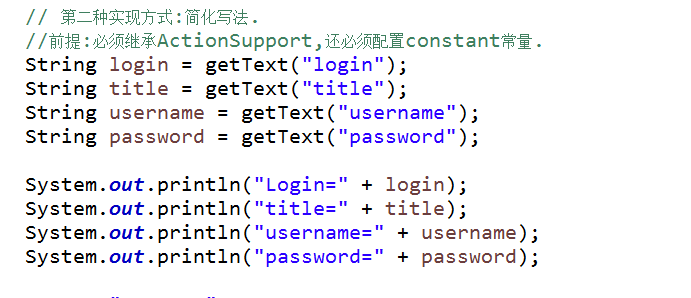 // 第二种实现方式:简化写法.
//前提:必须继承ActionSupport,还必须配置constant常量.
String login = getText("login");
String title = getText("title");
String username = getText("username");
String password = getText("password");
System.out.println("Login=" + login);
System.out.println("title=" + title);
System.out.println("username=" + username);
System.out.println("password=" + password);